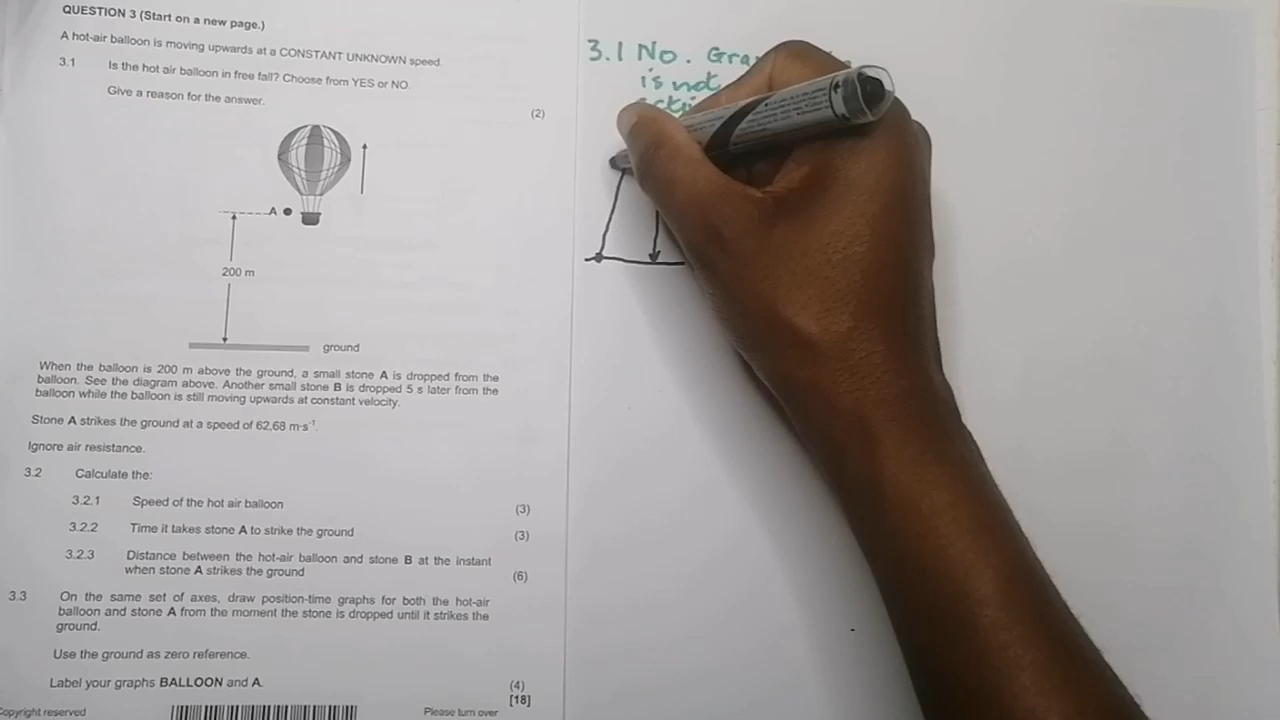 QUESTION 3 (Start on a new page.)
A hot-air balloon is moving upwards at a CONSTANT UNKNOWN speed.
3.1 Is the hot air balloon in free fall? Choose from YES or NO.
Give a reason for the answer.
(2)
A
200 m
ground
When the balloon is 200 m above the ground, a small stone A is dropped from the
balloon. See the diagram above. Another small stone B is dropped 5 s later from the
balloon while the balloon is still moving upwards at constant velocity.
Stone A strikes the ground at a speed of 62,68 m·s⁻¹.
Ignore air resistance.
3.2 Calculate the:
3.2.1 Speed of the hot air balloon (3)
3.2.2 Time it takes stone A to strike the ground (3)
3.2.3 Distance between the hot-air balloon and stone B at the instant
when stone A strikes the ground (6)
3.3 On the same set of axes, draw position-time graphs for both the hot-air
balloon and stone A from the moment the stone is dropped until it strikes the
ground.
Use the ground as zero reference.
Label your graphs BALLOON and A. (4)
[18]
Copyright reserved Please turn over
3.1 No.
is not